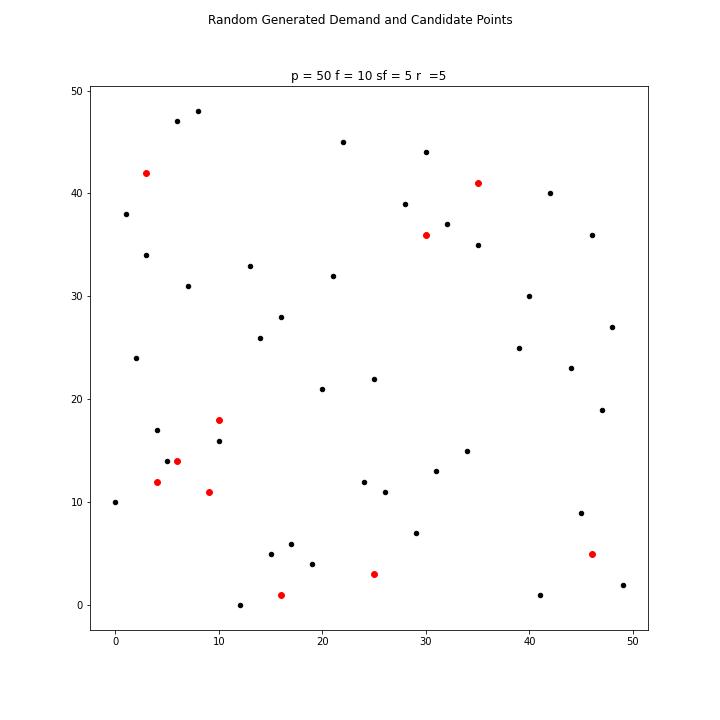 Random Generated Demand and Candidate Points
p = 50 f = 10 sf = 5 r  =5
50
40
30
20
10
0
0 10 20 30 40 50